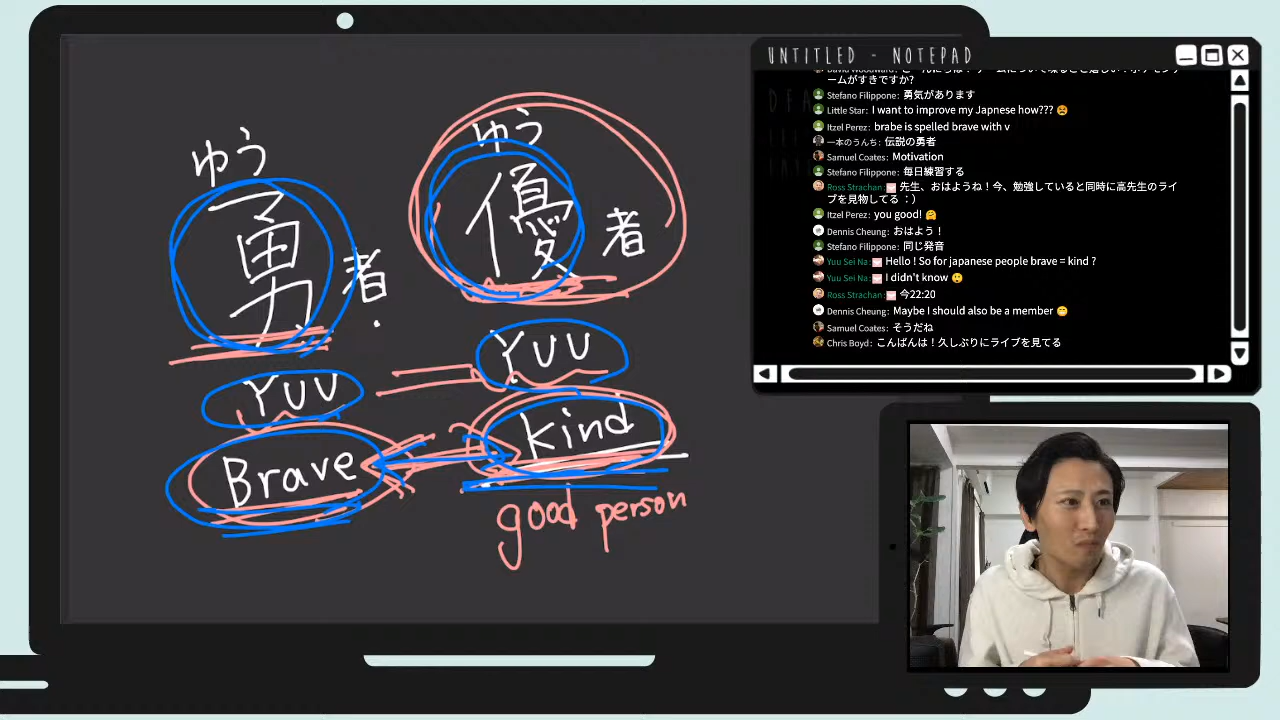 ゆう
勇者
YUU
Brave
ゆう
優者
YUU
kind
good person
UNTITLED - NOTEPAD
ームがすきですか?
Stefano Filippone: 勇気があります
Little Star: I want to improve my Japnese how??? 😣
Itzel Perez: brabe is spelled brave with v
一本のうんち: 伝説の勇者
Samuel Coates: Motivation
Stefano Filippone: 毎日練習する
Ross Strachan: 先生、おはようね！今、勉強していると同時に高先生のライ
ブを見物してる ：)
Itzel Perez: you good! 🤗
Dennis Cheung: おはよう！
Stefano Filippone: 同じ発音
Yuu Sei Na: Hello ! So for japanese people brave = kind ?
Yuu Sei Na: I didn't know 😲
Ross Strachan: 今22:20
Dennis Cheung: Maybe I should also be a member 🤭
Samuel Coates: そうだね
Chris Boyd: こんばんは！久しぶりにライブを見てる